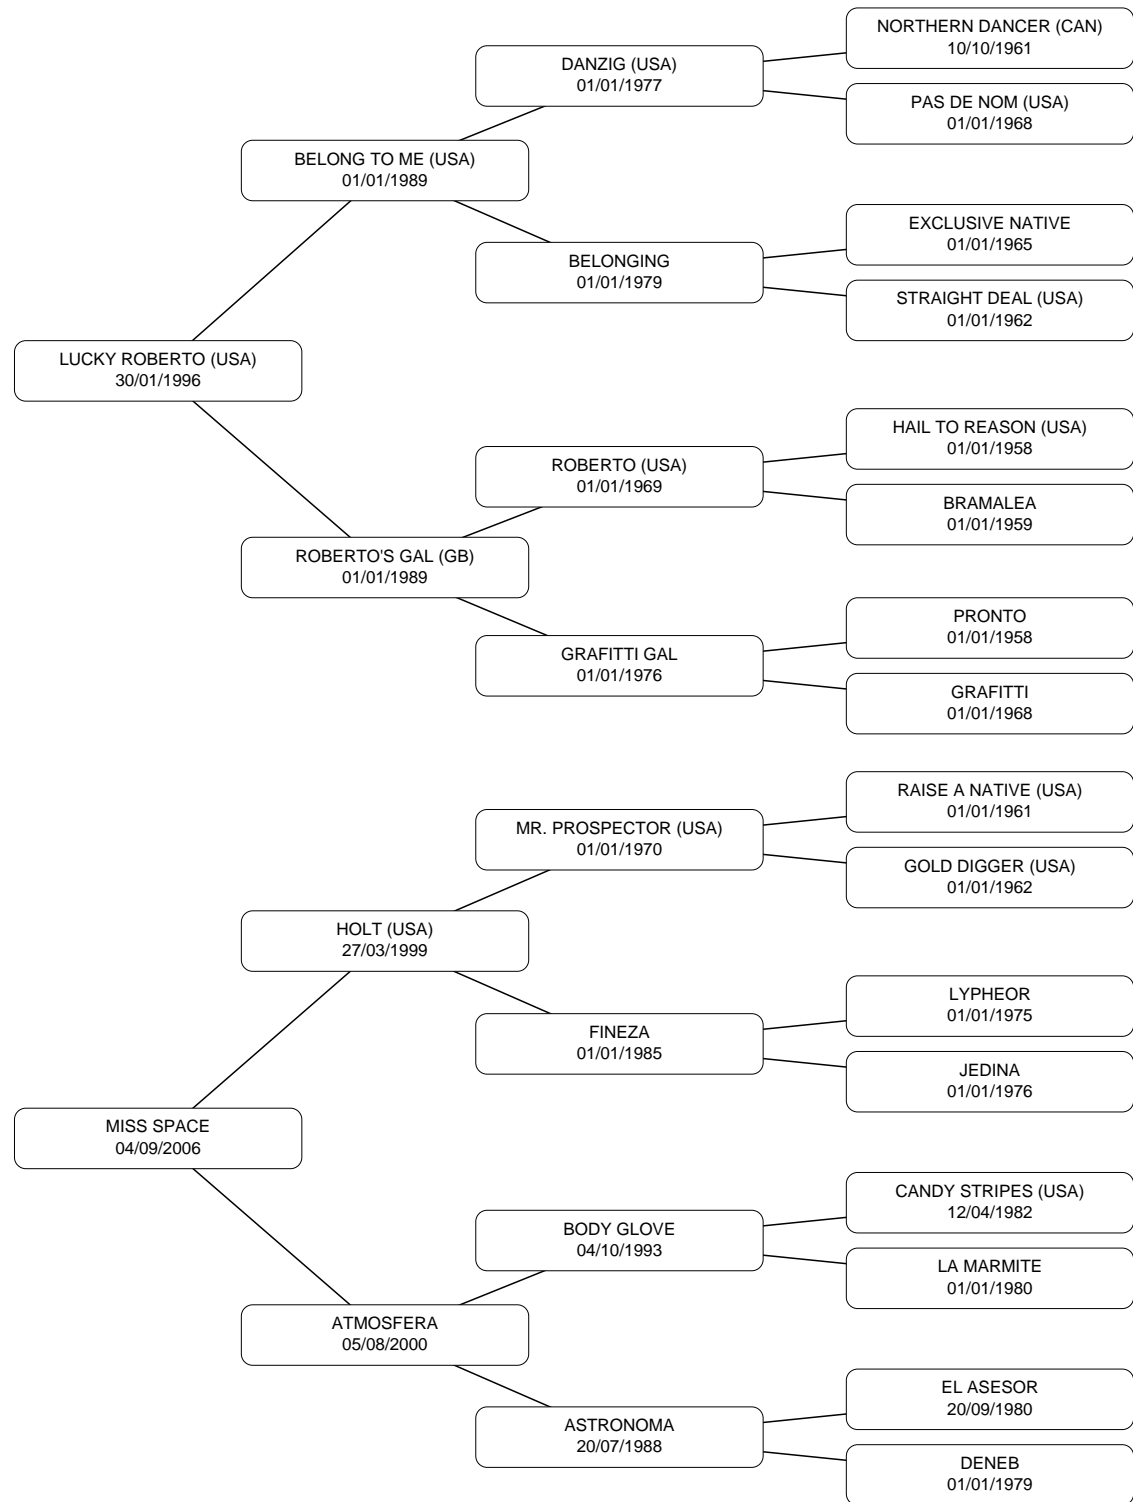 NORTHERN DANCER (CAN)
10/10/1961
DANZIG (USA)
01/01/1977
PAS DE NOM (USA)
01/01/1968
BELONG TO ME (USA)
01/01/1989
EXCLUSIVE NATIVE
01/01/1965
BELONGING
01/01/1979
STRAIGHT DEAL (USA)
01/01/1962
LUCKY ROBERTO (USA)
30/01/1996
HAIL TO REASON (USA)
01/01/1958
ROBERTO (USA)
01/01/1969
BRAMALEA
01/01/1959
ROBERTO'S GAL (GB)
01/01/1989
PRONTO
01/01/1958
GRAFITTI GAL
01/01/1976
GRAFITTI
01/01/1968
RAISE A NATIVE (USA)
01/01/1961
MR. PROSPECTOR (USA)
01/01/1970
GOLD DIGGER (USA)
01/01/1962
HOLT (USA)
27/03/1999
LYPHEOR
01/01/1975
FINEZA
01/01/1985
JEDINA
01/01/1976
MISS SPACE
04/09/2006
CANDY STRIPES (USA)
12/04/1982
BODY GLOVE
04/10/1993
LA MARMITE
01/01/1980
ATMOSFERA
05/08/2000
EL ASESOR
20/09/1980
ASTRONOMA
20/07/1988
DENEB
01/01/1979